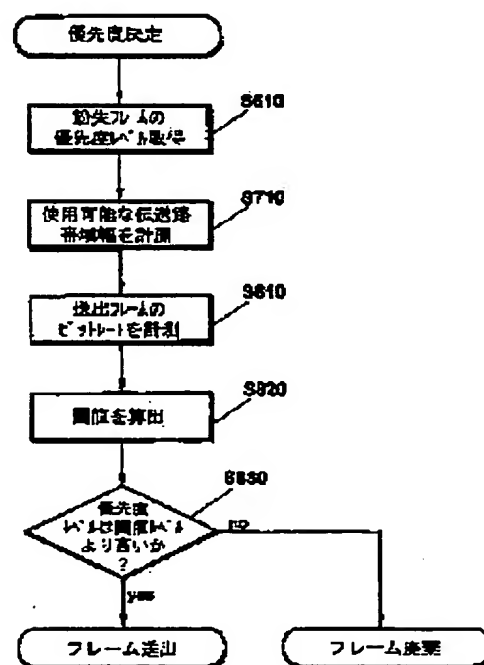 優先度設定
S610
紛失フレームの
優先度レベル取得
S710
使用可能な伝送路
帯域幅を計測
S810
送出フレームの
ビットレートを計測
S820
閾値を算出
S830
優先度
レベルは閾値レベル
より高いか
?
no
yes
フレーム送出
フレーム廃棄